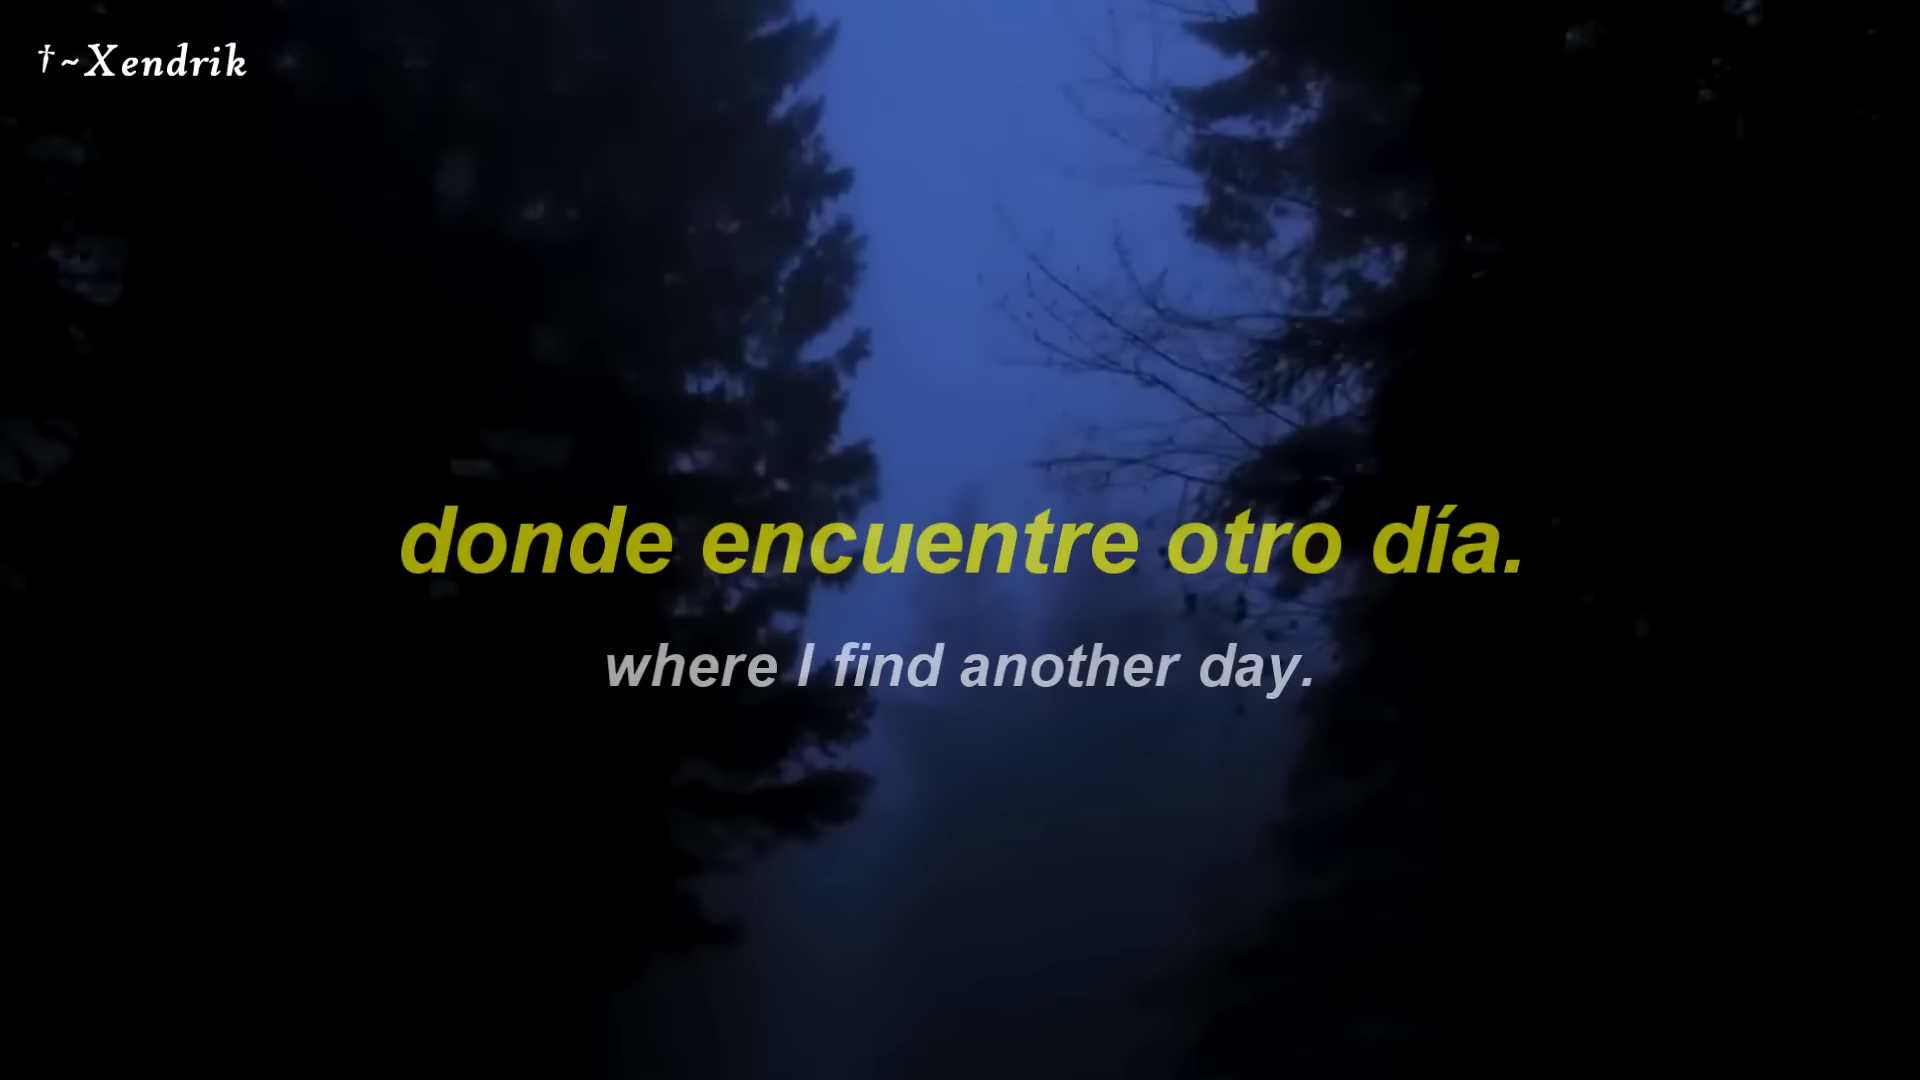 †~Xendrik
donde encuentre otro día.
where I find another day.